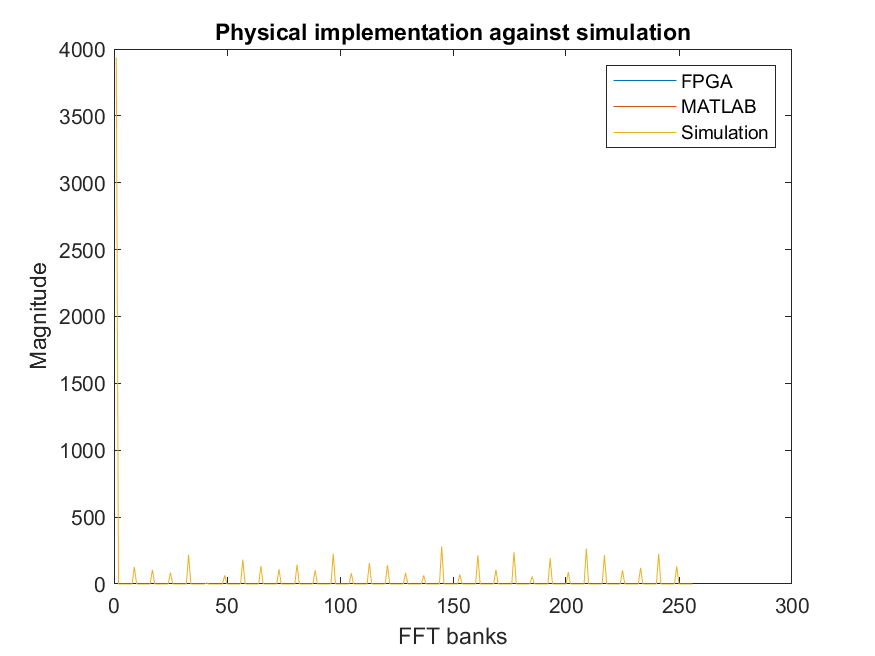 Physical implementation against simulation
4000
3500
3000
2500
2000
1500
1000
500
0
Magnitude
FPGA
MATLAB
Simulation
0 50 100 150 200 250 300
FFT banks